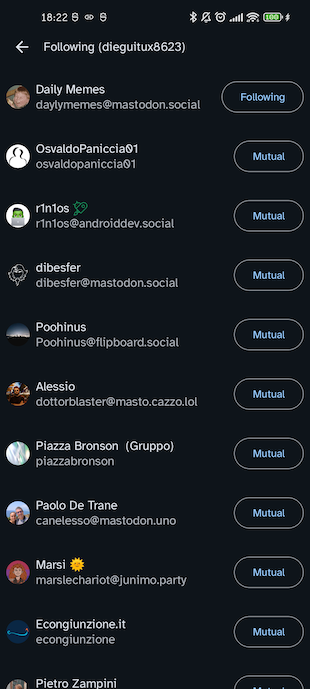 18:22
100
Following (dieguitux8623)
Daily Memes
daylymemes@mastodon.social
Following
OsvaldoPaniccia01
osvaldopaniccia01
Mutual
r1n1os
r1n1os@androiddev.social
Mutual
dibesfer
dibesfer@mastodon.social
Mutual
Poohinus
Poohinus@flipboard.social
Mutual
Alessio
dottorblaster@masto.cazzo.lol
Mutual
Piazza Bronson (Gruppo)
piazzabronson
Mutual
Paolo De Trane
canelesso@mastodon.uno
Mutual
Marsi 🌞
marslechariot@junimo.party
Mutual
Econgiunzione.it
econgiunzione
Mutual
Pietro Zampini
Mutual